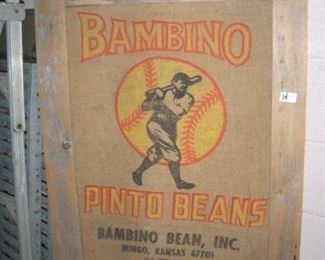 BAMBINO
PINTO BEANS
BAMBINO BEAN, INC.
MINGO, KANSAS 67701